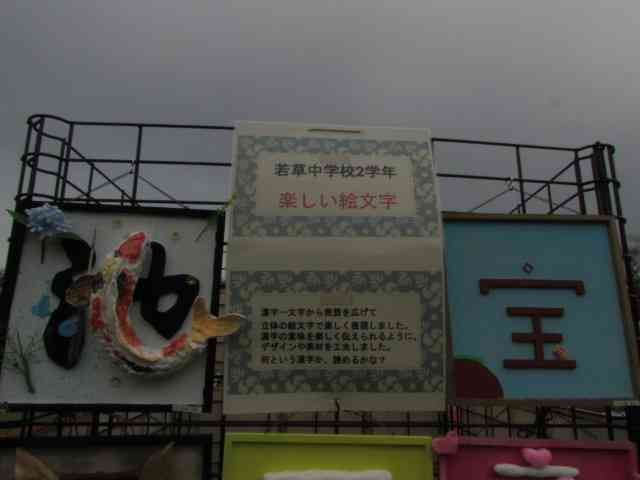 若草中学校2学年
楽しい絵文字
漢字一文字から発想を広げて
立体の絵文字で楽しく表現しました。
漢字の意味を楽しく伝えられるように、
デザインや素材を工夫しました。
何という漢字か、読めるかな?
池
宝